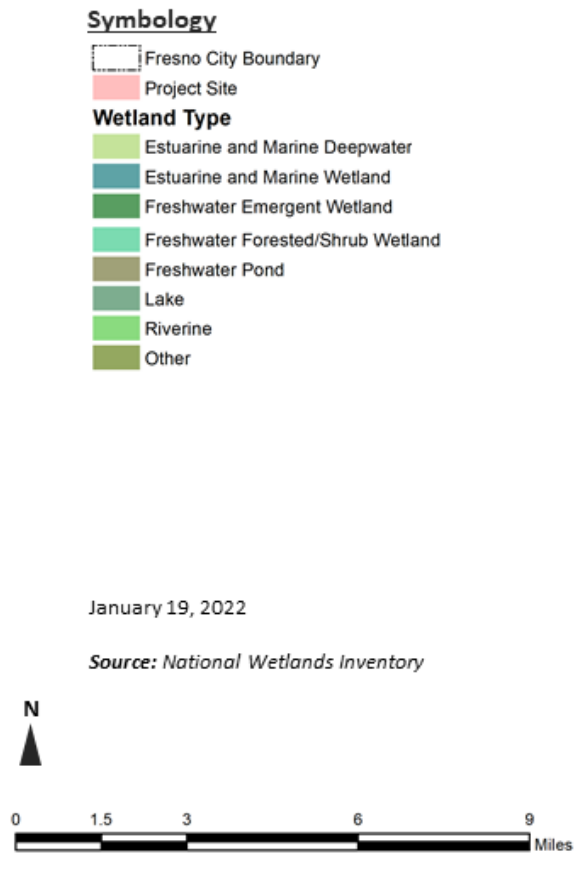 Symbology
Fresno City Boundary
Project Site
Wetland Type
Estuarine and Marine Deepwater
Estuarine and Marine Wetland
Freshwater Emergent Wetland
Freshwater Forested/Shrub Wetland
Freshwater Pond
Lake
Riverine
Other
January 19, 2022
Source: National Wetlands Inventory
N
0 1.5 3 6 9
Miles